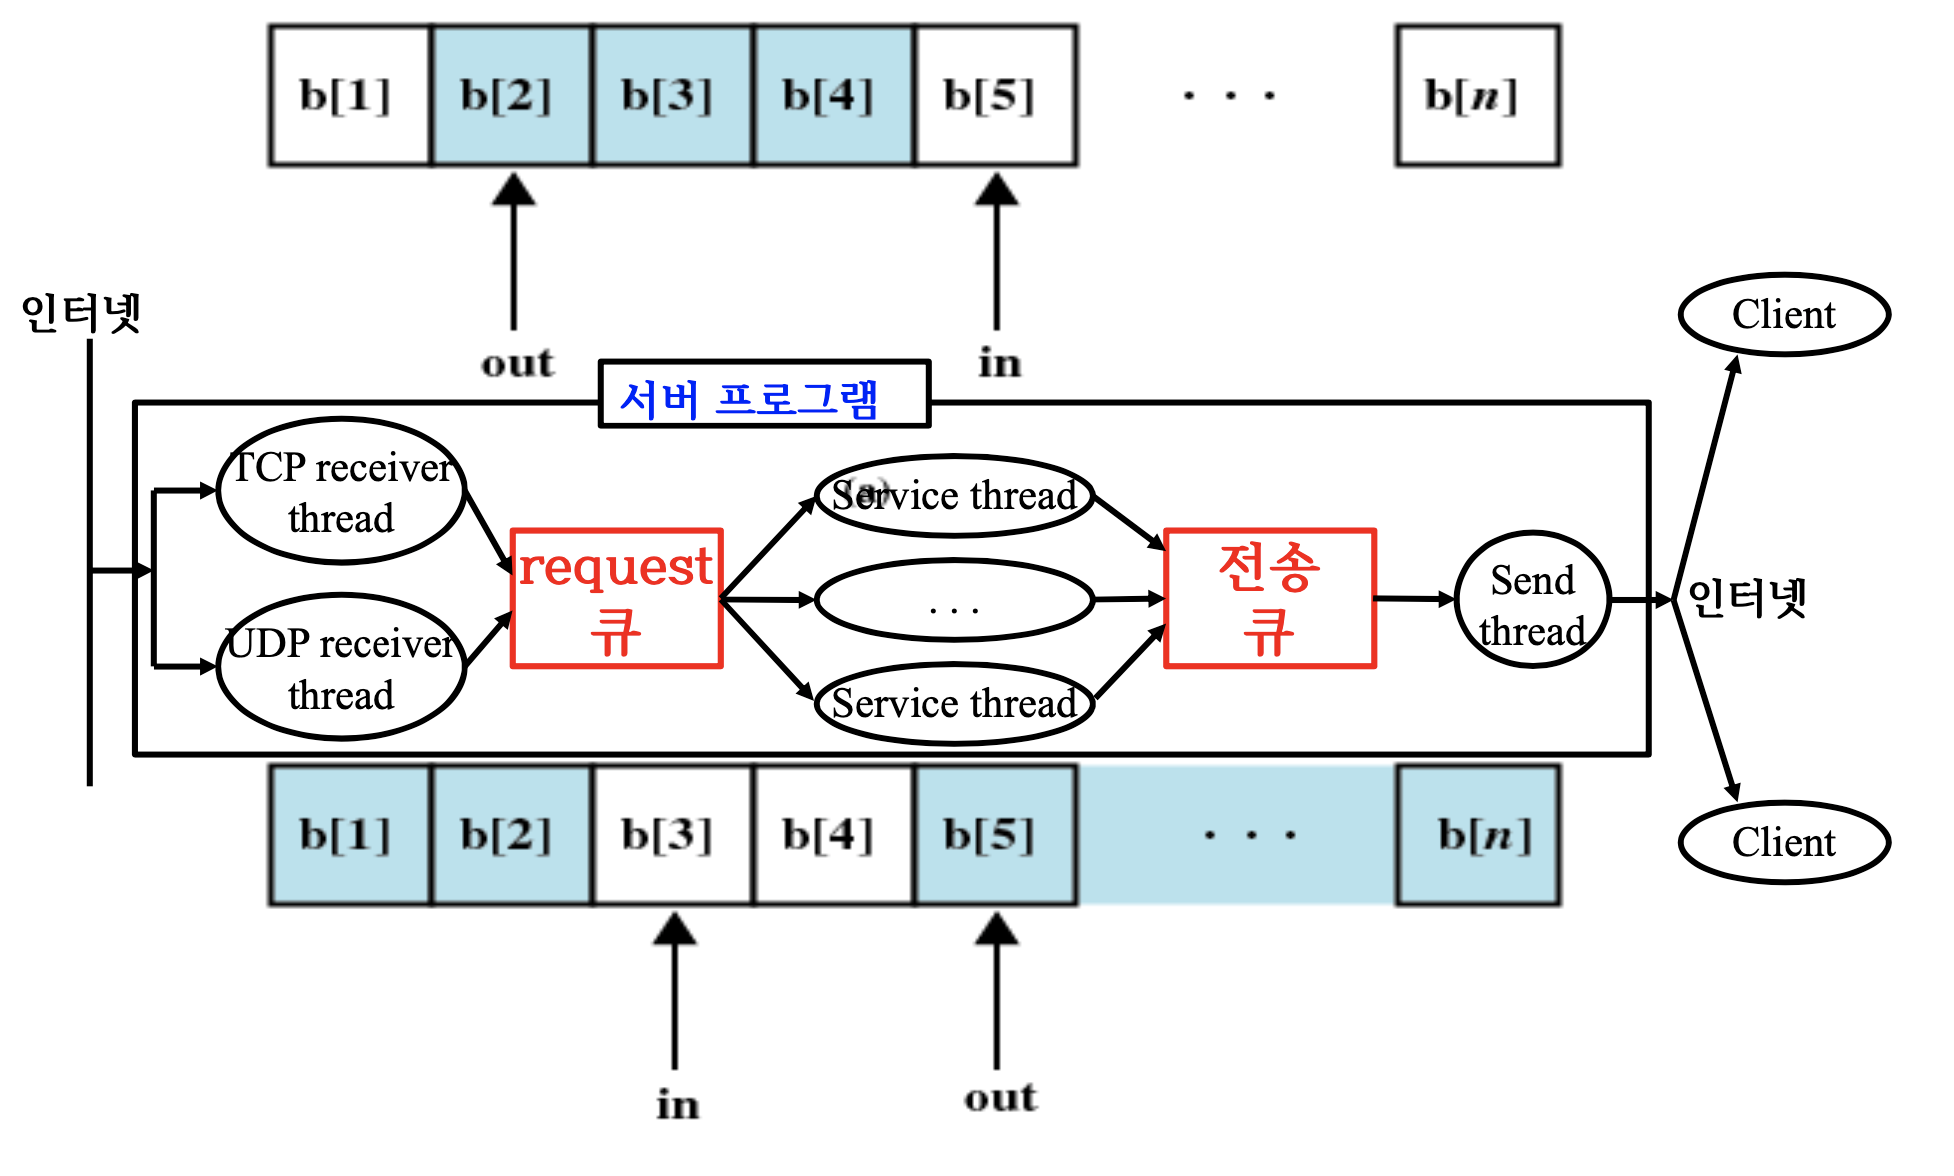 b[1] b[2] b[3] b[4] b[5] . . . b[n]
out in
인터넷
서버 프로그램
Client
TCP receiver
thread
UDP receiver
thread
request
큐
(a)
Service thread
. . .
Service thread
전송
큐
Send
thread
인터넷
Client
b[1] b[2] b[3] b[4] b[5] . . . b[n]
in out